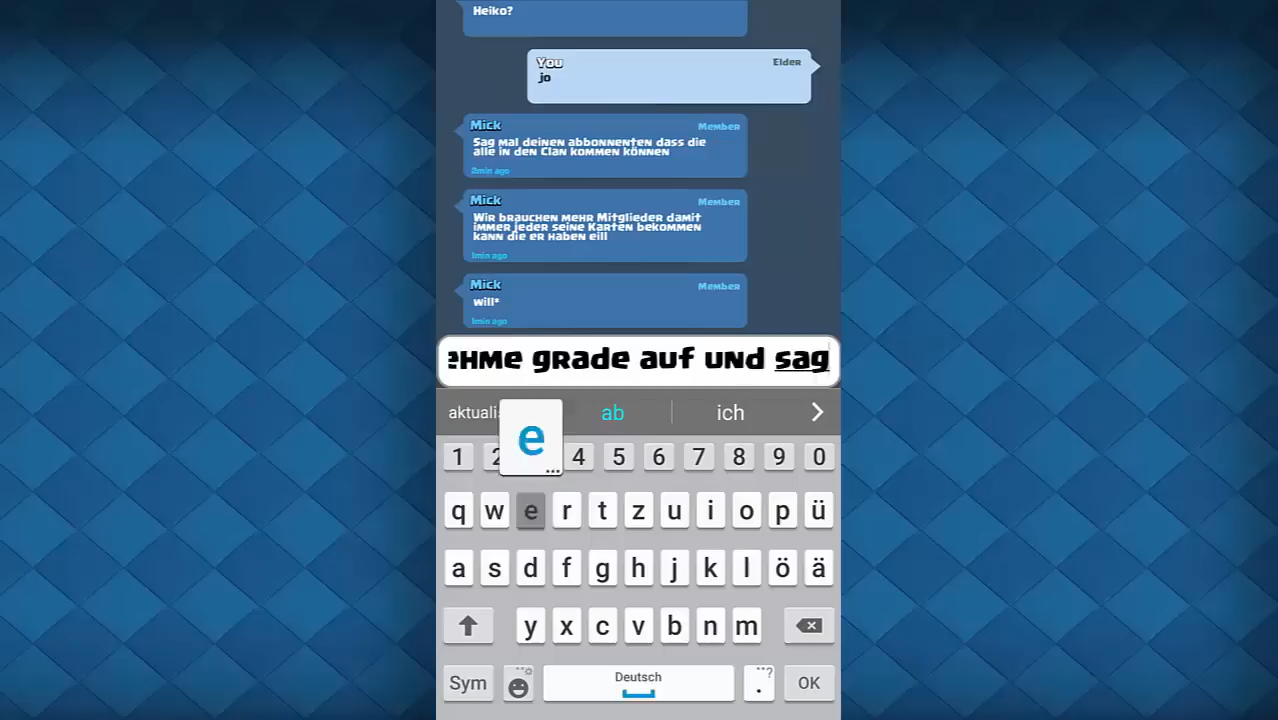 Heiko?
You
Elder
jo
Mick
Member
Sag mal deinen abbonnenten dass die
alle in den Clan kommen können
2min ago
Mick
Member
Wir brauchen mehr Mitglieder damit
immer jeder seine Karten bekommen
kann die er haben eill
1min ago
Mick
Member
will*
1min ago
ehme grade auf und sag
aktuali
ab
ich
e
...
1 2 4 5 6 7 8 9 0
q w e r t z u i o p ü
a s d f g h j k l ö ä
y x c v b n m
Sym
Deutsch
. ?
OK